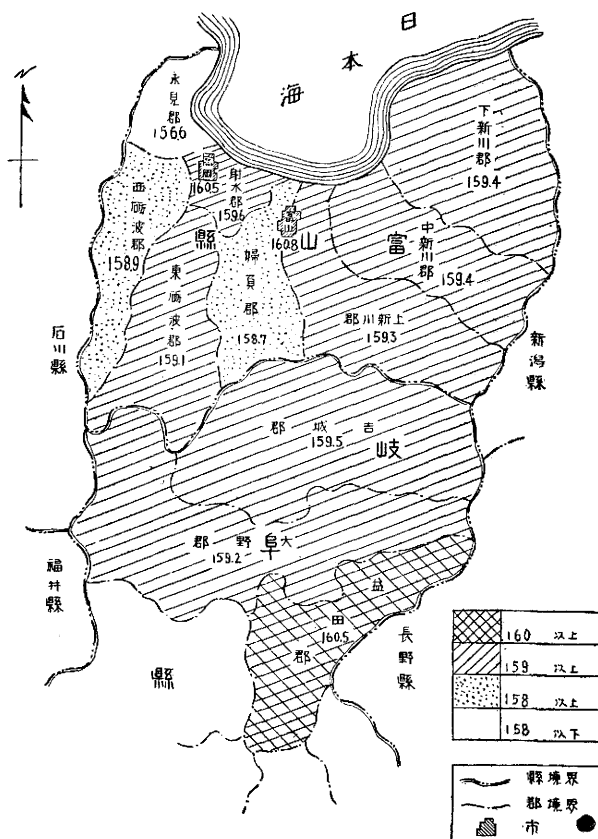 日本海
N
氷見郡
156.6
高岡
160.5
射水郡
159.6
西礪波郡
158.9
東礪波郡
159.1
婦負郡
158.7
富山
160.8
富山縣
下新川郡
159.4
中新川郡
159.4
上新川郡
159.3
石川縣
新潟縣
吉城郡
159.5
岐阜縣
大野郡
159.2
益田郡
160.5
福井縣
長野縣
160 以上
159 以上
158 以上
158 以下
縣境界
郡境界
市